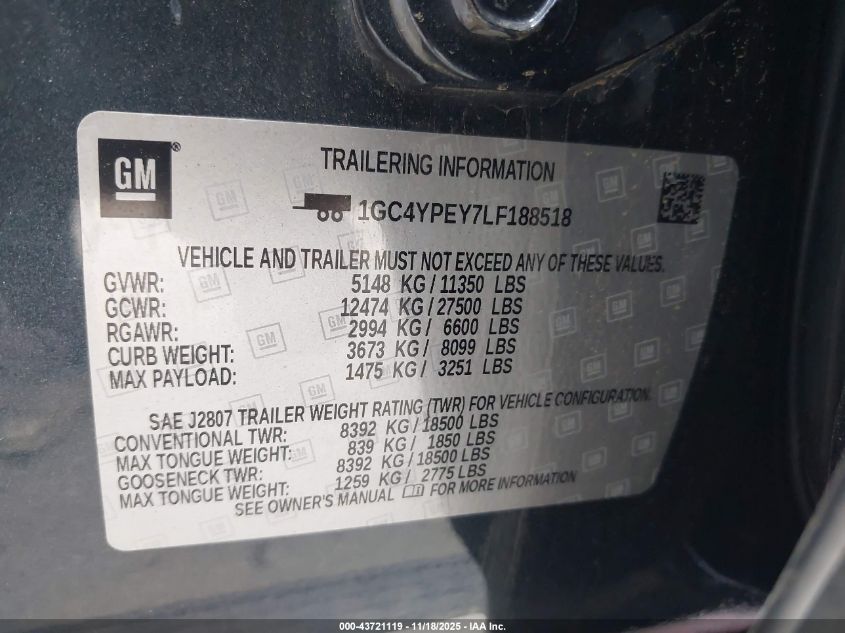 GM®
TRAILERING INFORMATION
1GC4YPEY7LF188518
VEHICLE AND TRAILER MUST NOT EXCEED ANY OF THESE VALUES.
GVWR: 5148 KG/ 11350 LBS
GCWR: 12474 KG/ 27500 LBS
RGAWR: 2994 KG/ 6600 LBS
CURB WEIGHT: 3673 KG/ 8099 LBS
MAX PAYLOAD: 1475 KG/ 3251 LBS
SAE J2807 TRAILER WEIGHT RATING (TWR) FOR VEHICLE CONFIGURATION.
CONVENTIONAL TWR: 8392 KG/ 18500 LBS
MAX TONGUE WEIGHT: 839 KG/ 1850 LBS
GOOSENECK TWR: 8392 KG/ 18500 LBS
MAX TONGUE WEIGHT: 1259 KG/ 2775 LBS
SEE OWNER'S MANUAL FOR MORE INFORMATION
000-43721119 - 11/18/2025 - IAA Inc.